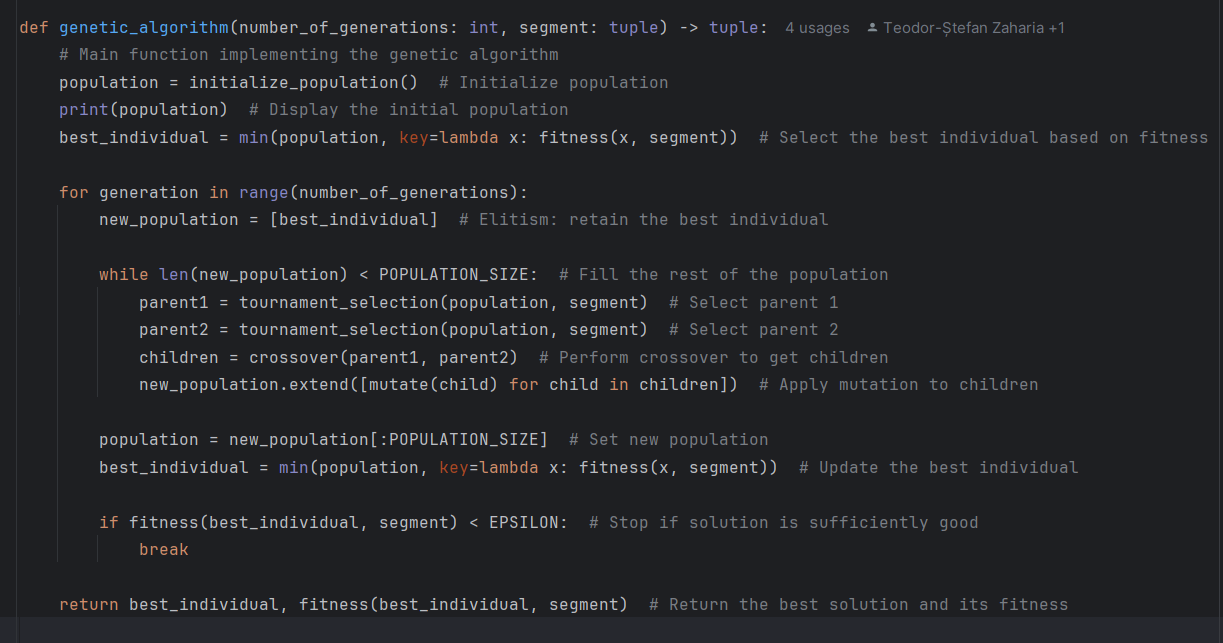 def genetic_algorithm(number_of_generations: int, segment: tuple) -> tuple:  4 usages  Teodor-Ștefan Zaharia +1
    # Main function implementing the genetic algorithm
    population = initialize_population()  # Initialize population
    print(population)  # Display the initial population
    best_individual = min(population, key=lambda x: fitness(x, segment))  # Select the best individual based on fitness

    for generation in range(number_of_generations):
        new_population = [best_individual]  # Elitism: retain the best individual

        while len(new_population) < POPULATION_SIZE:  # Fill the rest of the population
            parent1 = tournament_selection(population, segment)  # Select parent 1
            parent2 = tournament_selection(population, segment)  # Select parent 2
            children = crossover(parent1, parent2)  # Perform crossover to get children
            new_population.extend([mutate(child) for child in children])  # Apply mutation to children

        population = new_population[:POPULATION_SIZE]  # Set new population
        best_individual = min(population, key=lambda x: fitness(x, segment))  # Update the best individual

        if fitness(best_individual, segment) < EPSILON:  # Stop if solution is sufficiently good
            break

    return best_individual, fitness(best_individual, segment)  # Return the best solution and its fitness